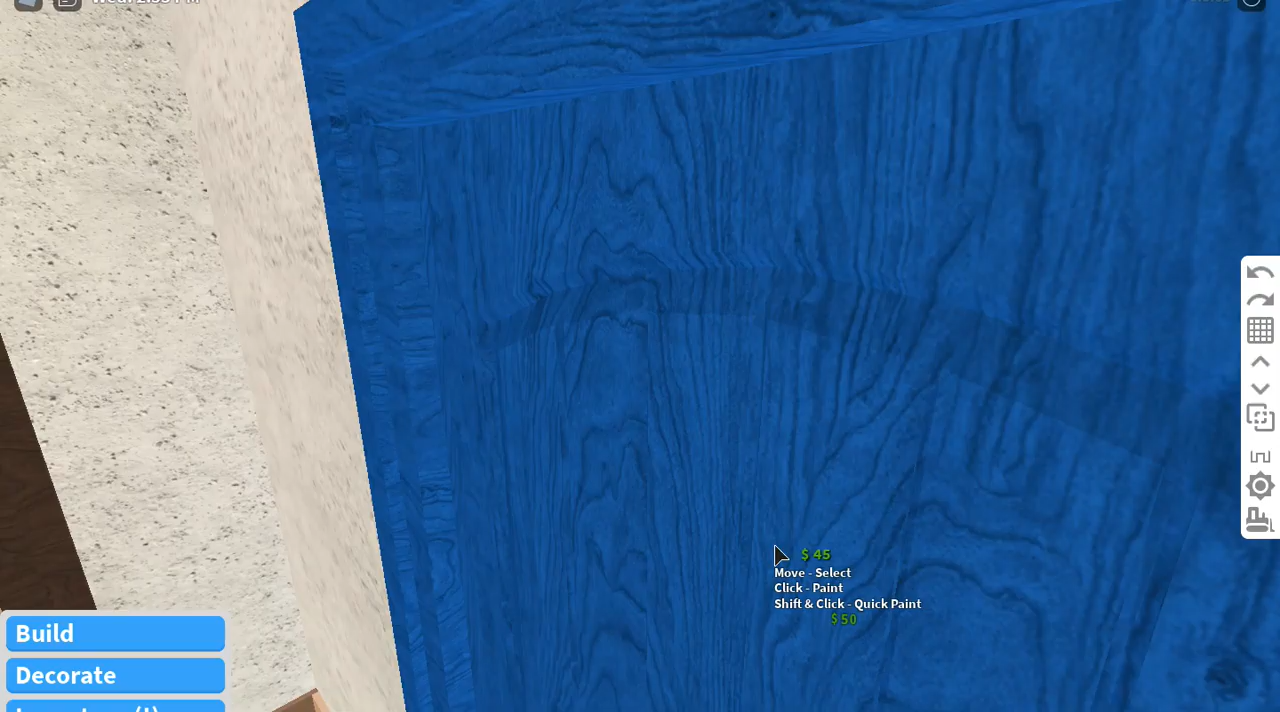 $ 45
Move - Select
Click - Paint
Shift & Click - Quick Paint
$ 50
Build
Decorate